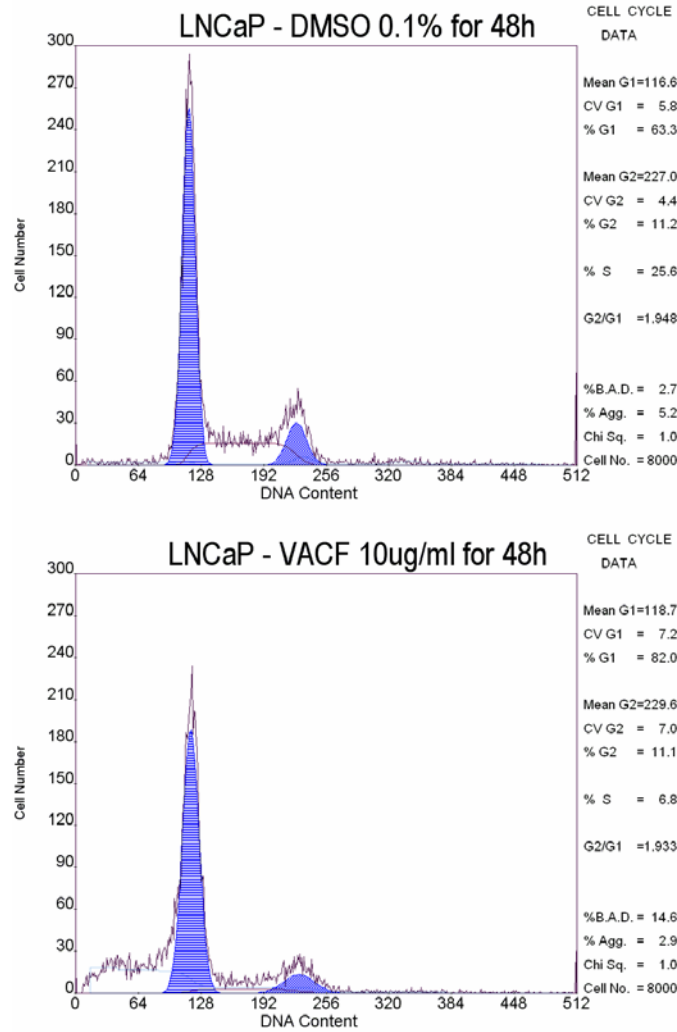 LNCaP - DMSO 0.1% for 48h
CELL CYCLE
DATA
Mean G1=116.6
CV G1 = 5.8
% G1 = 63.3
Mean G2=227.0
CV G2 = 4.4
% G2 = 11.2
% S = 25.6
G2/G1 =1.948
%B.A.D. = 2.7
% Agg. = 5.2
Chi Sq. = 1.0
Cell No. = 8000
Cell Number
300
270
240
210
180
150
120
90
60
30
0
0 64 128 192 256 320 384 448 512
DNA Content
LNCaP - VACF 10ug/ml for 48h
CELL CYCLE
DATA
Mean G1=118.7
CV G1 = 7.2
% G1 = 82.0
Mean G2=229.6
CV G2 = 7.0
% G2 = 11.1
% S = 6.8
G2/G1 =1.933
%B.A.D. = 14.6
% Agg. = 2.9
Chi Sq. = 1.0
Cell No. = 8000
Cell Number
300
270
240
210
180
150
120
90
60
30
0
0 64 128 192 256 320 384 448 512
DNA Content